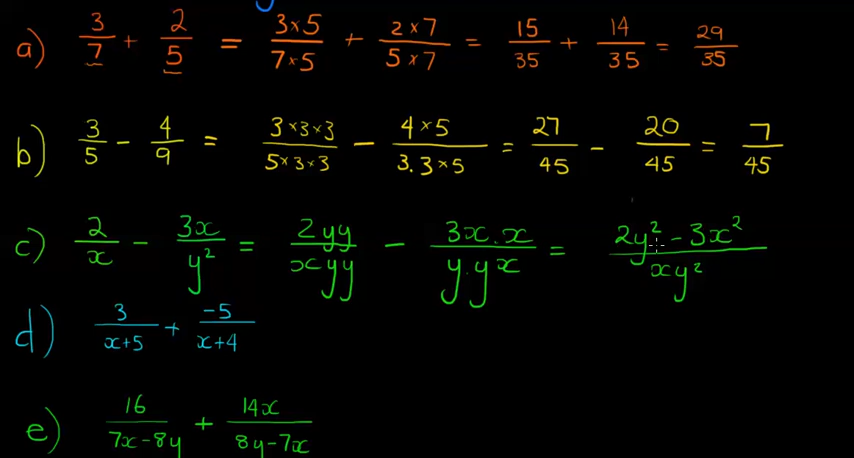 a) 3/7 + 2/5 = 3×5/7×5 + 2×7/5×7 = 15/35 + 14/35 = 29/35
b) 3/5 - 4/9 = 3×3×3/5×3×3 - 4×5/3.3×5 = 27/45 - 20/45 = 7/45
c) 2/x - 3x/y² = 2yy/xyy - 3x.x/y.yx = 2y²-3x²/xy²
d) 3/x+5 + -5/x+4
e) 16/7x-8y + 14x/8y-7x